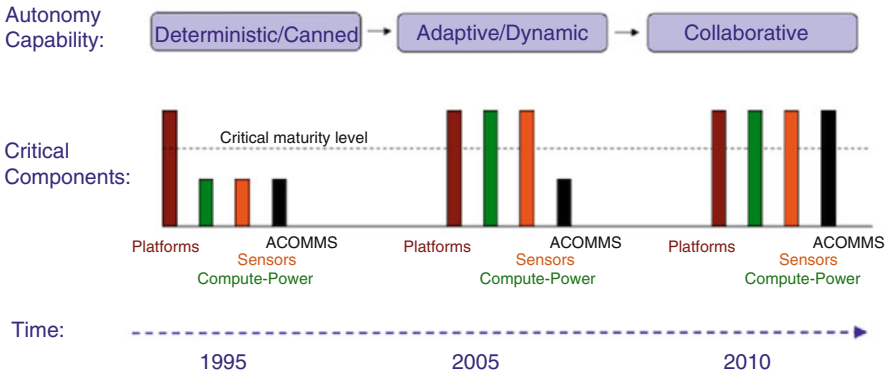 Autonomy
Capability:
Deterministic/Canned
Adaptive/Dynamic
Collaborative
Critical maturity level
Critical
Components:
Platforms
ACOMMS
Sensors
Compute-Power
Platforms
ACOMMS
Sensors
Compute-Power
Platforms
ACOMMS
Sensors
Compute-Power
Time:
1995
2005
2010